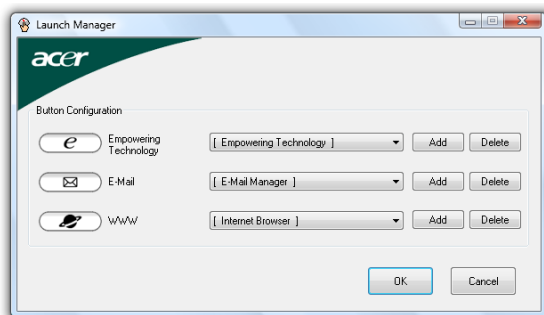 Launch Manager
acer
Button Configuration
e Empowering Technology [ Empowering Technology ] Add Delete
E-Mail [ E-Mail Manager ] Add Delete
WWW [ Internet Browser ] Add Delete
OK Cancel